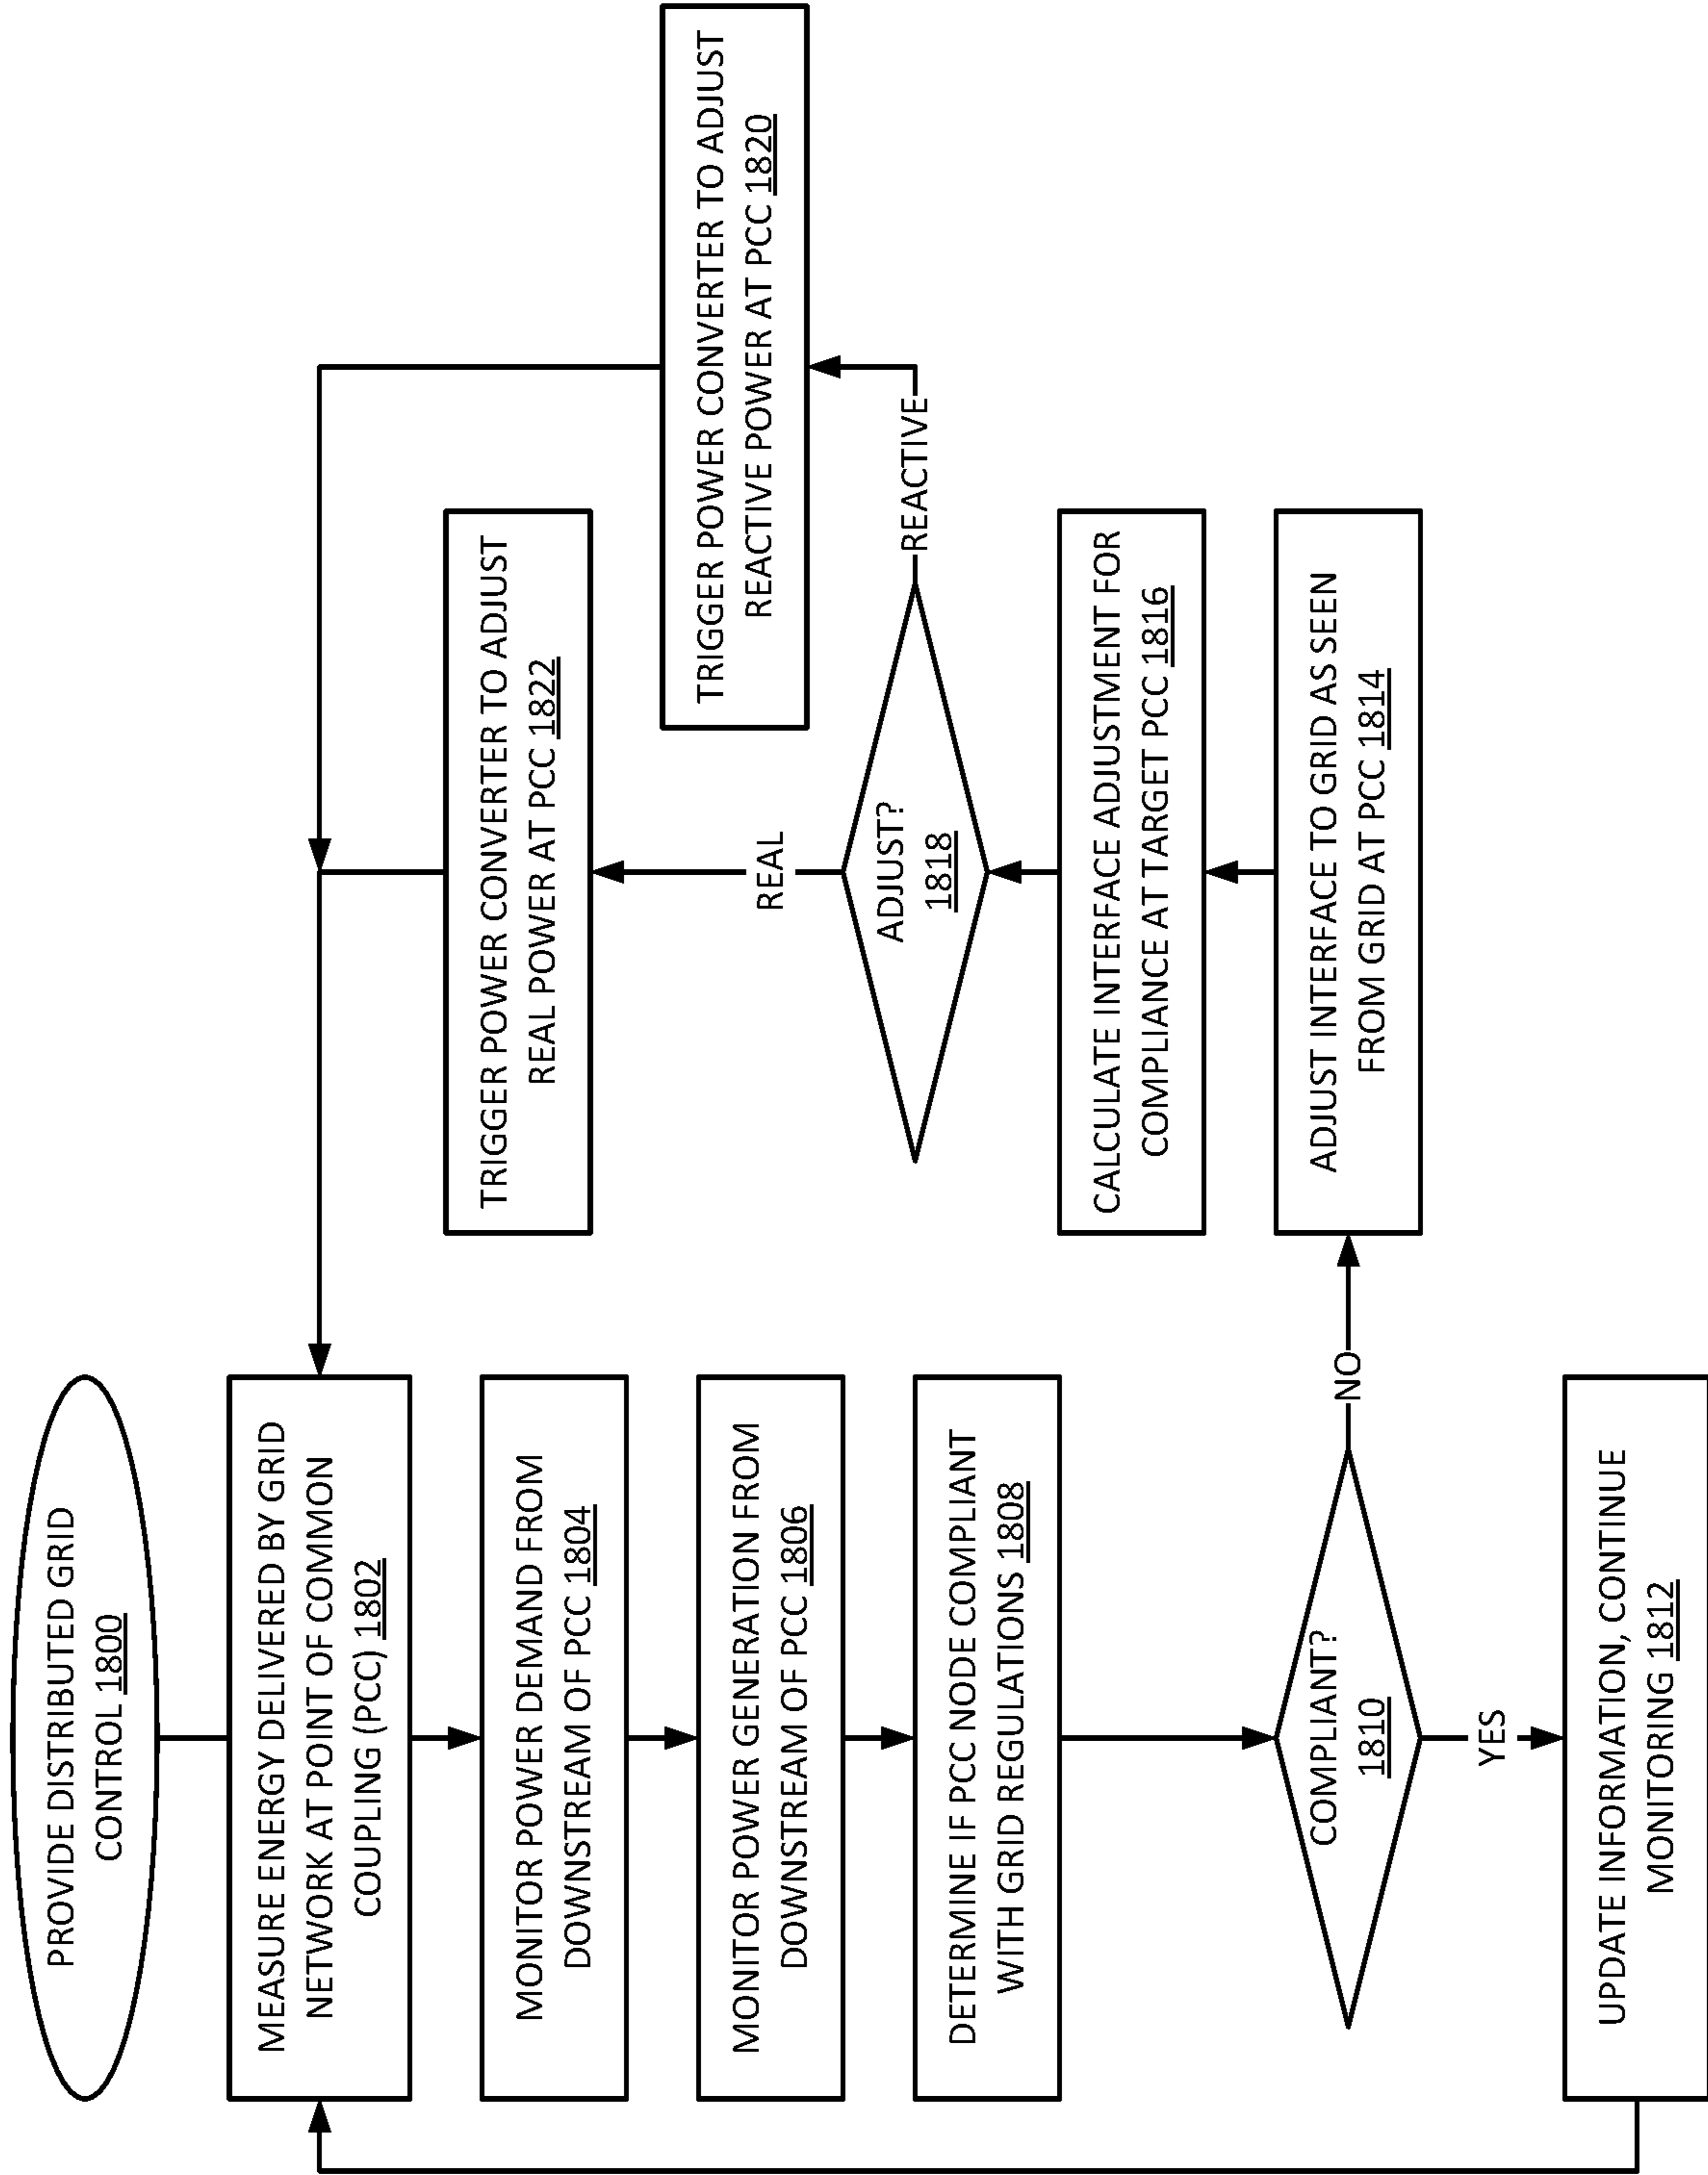 PROVIDE DISTRIBUTED GRID
CONTROL 1800
MEASURE ENERGY DELIVERED BY GRID
NETWORK AT POINT OF COMMON
COUPLING (PCC) 1802
MONITOR POWER DEMAND FROM
DOWNSTREAM OF PCC 1804
MONITOR POWER GENERATION FROM
DOWNSTREAM OF PCC 1806
DETERMINE IF PCC NODE COMPLIANT
WITH GRID REGULATIONS 1808
COMPLIANT?
1810
YES
UPDATE INFORMATION, CONTINUE
MONITORING 1812
NO
ADJUST INTERFACE TO GRID AS SEEN
FROM GRID AT PCC 1814
CALCULATE INTERFACE ADJUSTMENT FOR
COMPLIANCE AT TARGET PCC 1816
ADJUST?
1818
REACTIVE
TRIGGER POWER CONVERTER TO ADJUST
REACTIVE POWER AT PCC 1820
REAL
TRIGGER POWER CONVERTER TO ADJUST
REAL POWER AT PCC 1822